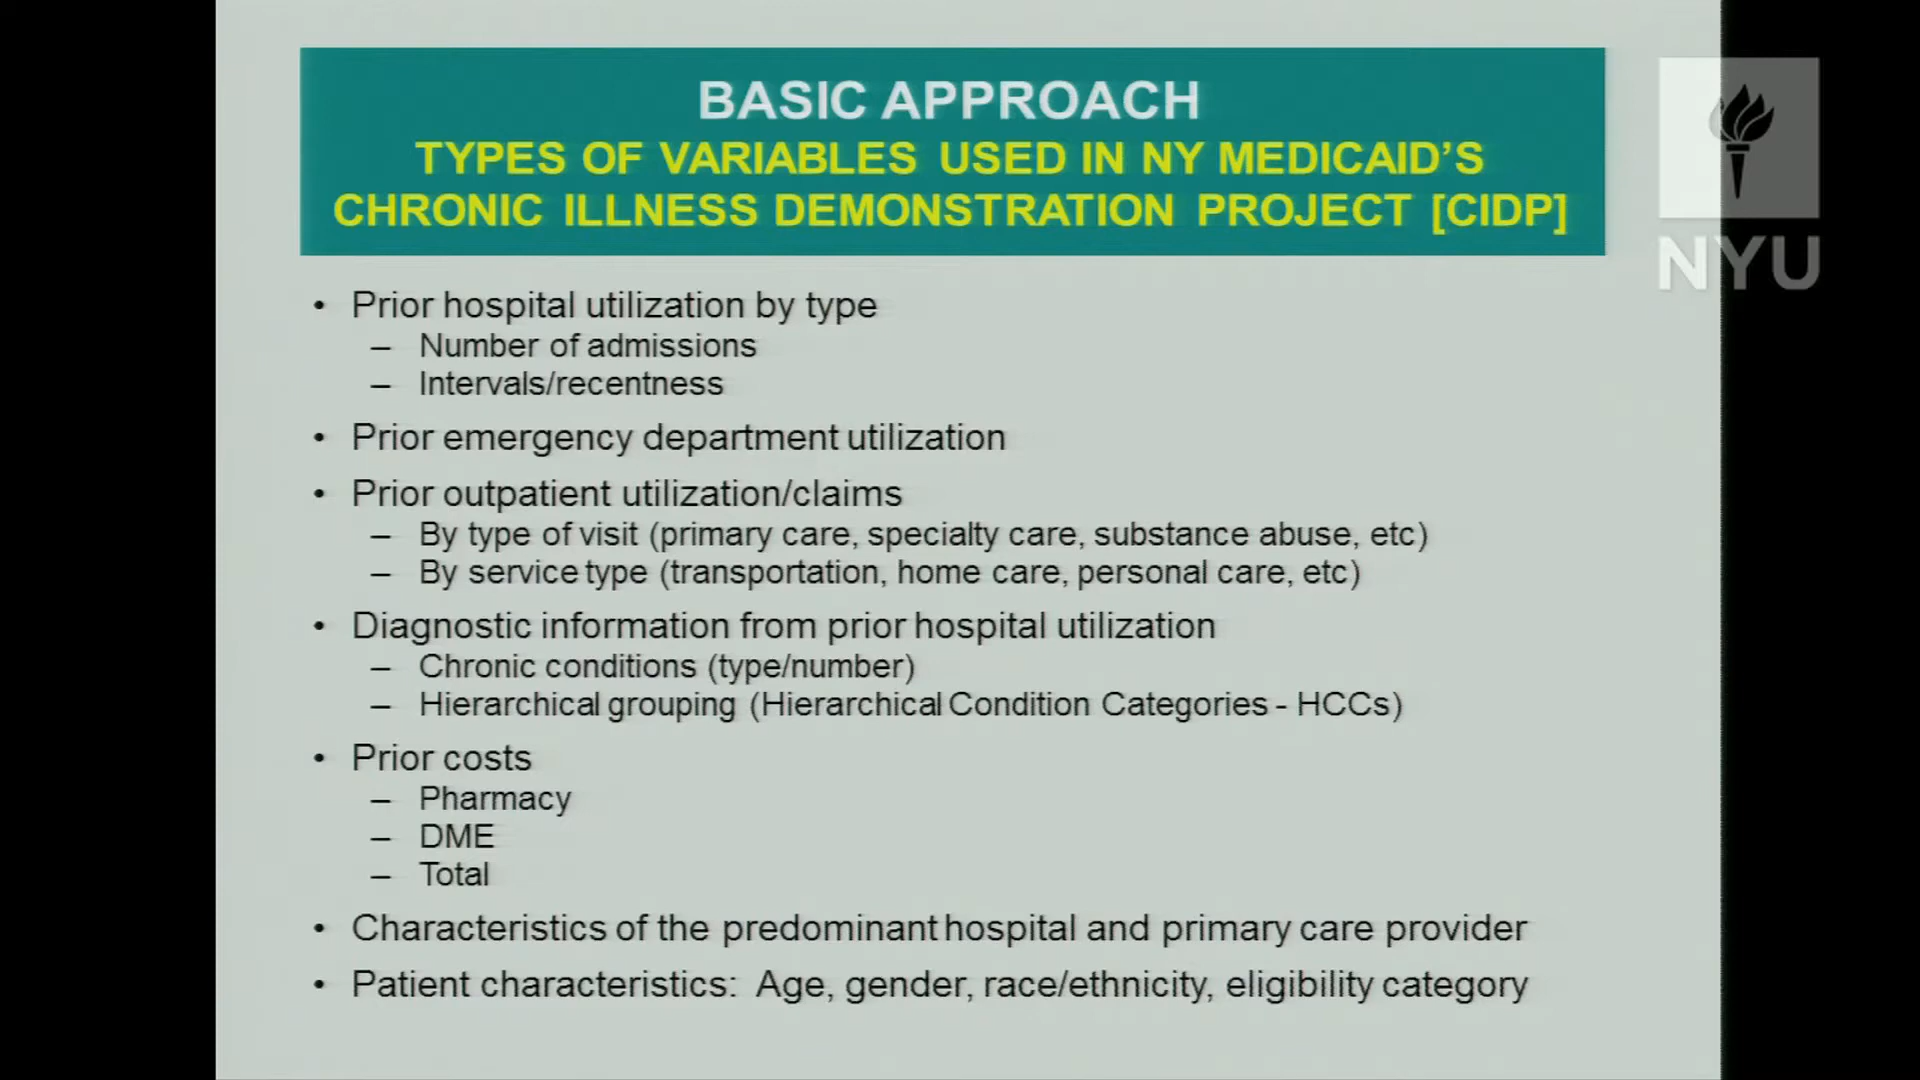 BASIC APPROACH
TYPES OF VARIABLES USED IN NY MEDICAID'S
CHRONIC ILLNESS DEMONSTRATION PROJECT [CIDP]
NYU
• Prior hospital utilization by type
– Number of admissions
– Intervals/recentness
• Prior emergency department utilization
• Prior outpatient utilization/claims
– By type of visit (primary care, specialty care, substance abuse, etc)
– By service type (transportation, home care, personal care, etc)
• Diagnostic information from prior hospital utilization
– Chronic conditions (type/number)
– Hierarchical grouping (Hierarchical Condition Categories - HCCs)
• Prior costs
– Pharmacy
– DME
– Total
• Characteristics of the predominant hospital and primary care provider
• Patient characteristics: Age, gender, race/ethnicity, eligibility category